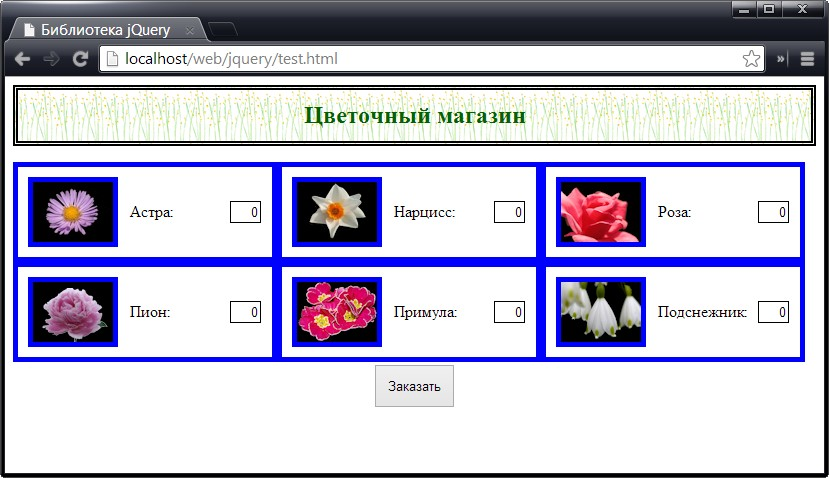 Библиотека jQuery
localhost/web/jquery/test.html
Цветочный магазин
Астра: 0
Нарцисс: 0
Роза: 0
Пион: 0
Примула: 0
Подснежник: 0
Заказать